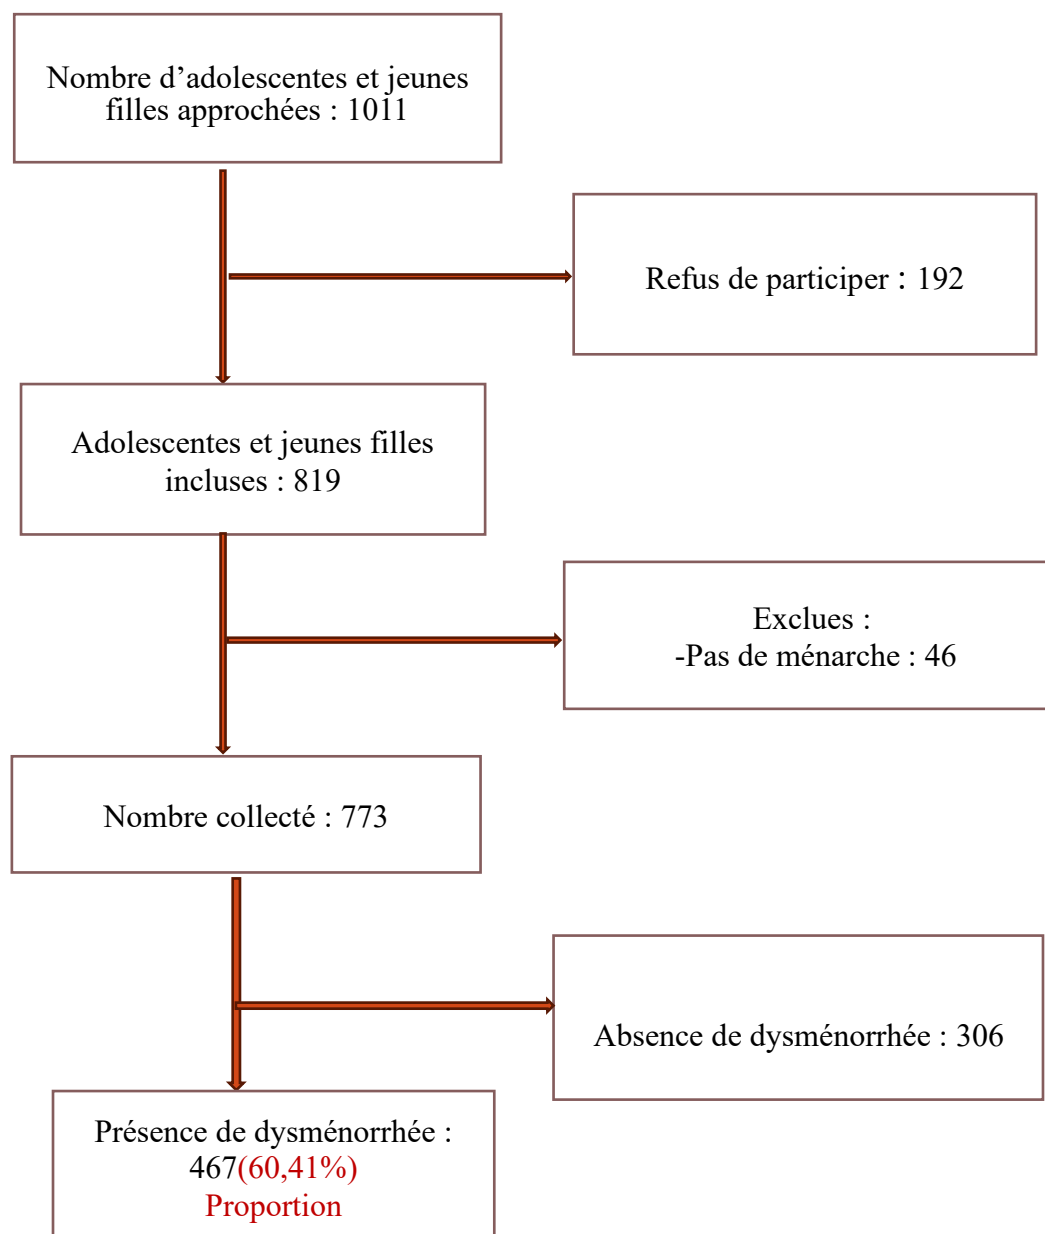 Nombre d’adolescentes et jeunes
filles approchées : 1011
Refus de participer : 192
Adolescentes et jeunes filles
incluses : 819
Exclues :
-Pas de ménarche : 46
Nombre collecté : 773
Absence de dysménorrhée : 306
Présence de dysménorrhée :
467(60,41%)
Proportion